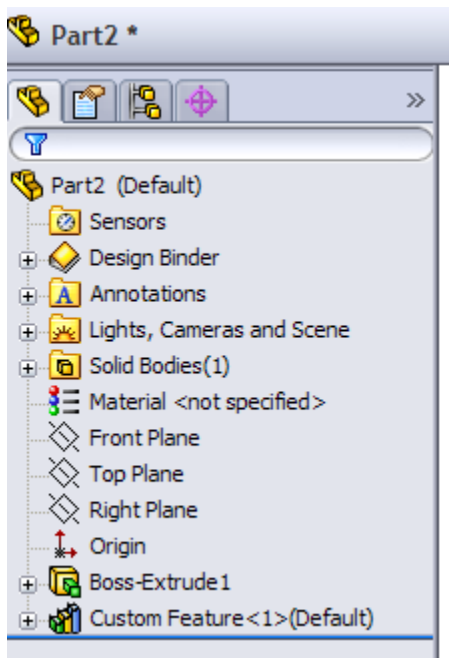 Part2 *
»
Part2 (Default)
Sensors
Design Binder
A Annotations
Lights, Cameras and Scene
Solid Bodies(1)
Material <not specified>
Front Plane
Top Plane
Right Plane
Origin
Boss-Extrude1
Custom Feature<1>(Default)